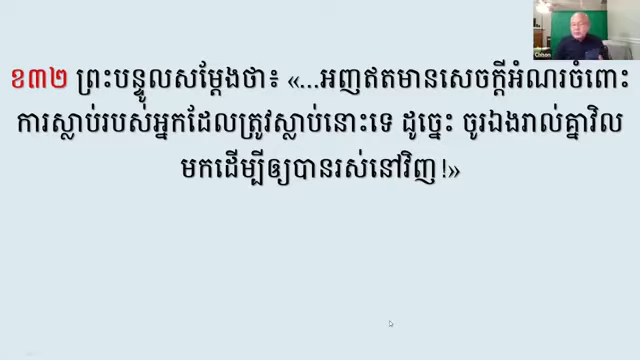 ខ៣២ ព្រះបន្ទូលសម្ដែងថា៖ «...អញឥតមានសេចក្ដីអំណរចំពោះ
ការស្លាប់របស់អ្នកដែលត្រូវស្លាប់នោះទេ ដូច្នេះ ចូរឯងរាល់គ្នាវិល
មកដើម្បីឲ្យបានរស់នៅវិញ!»